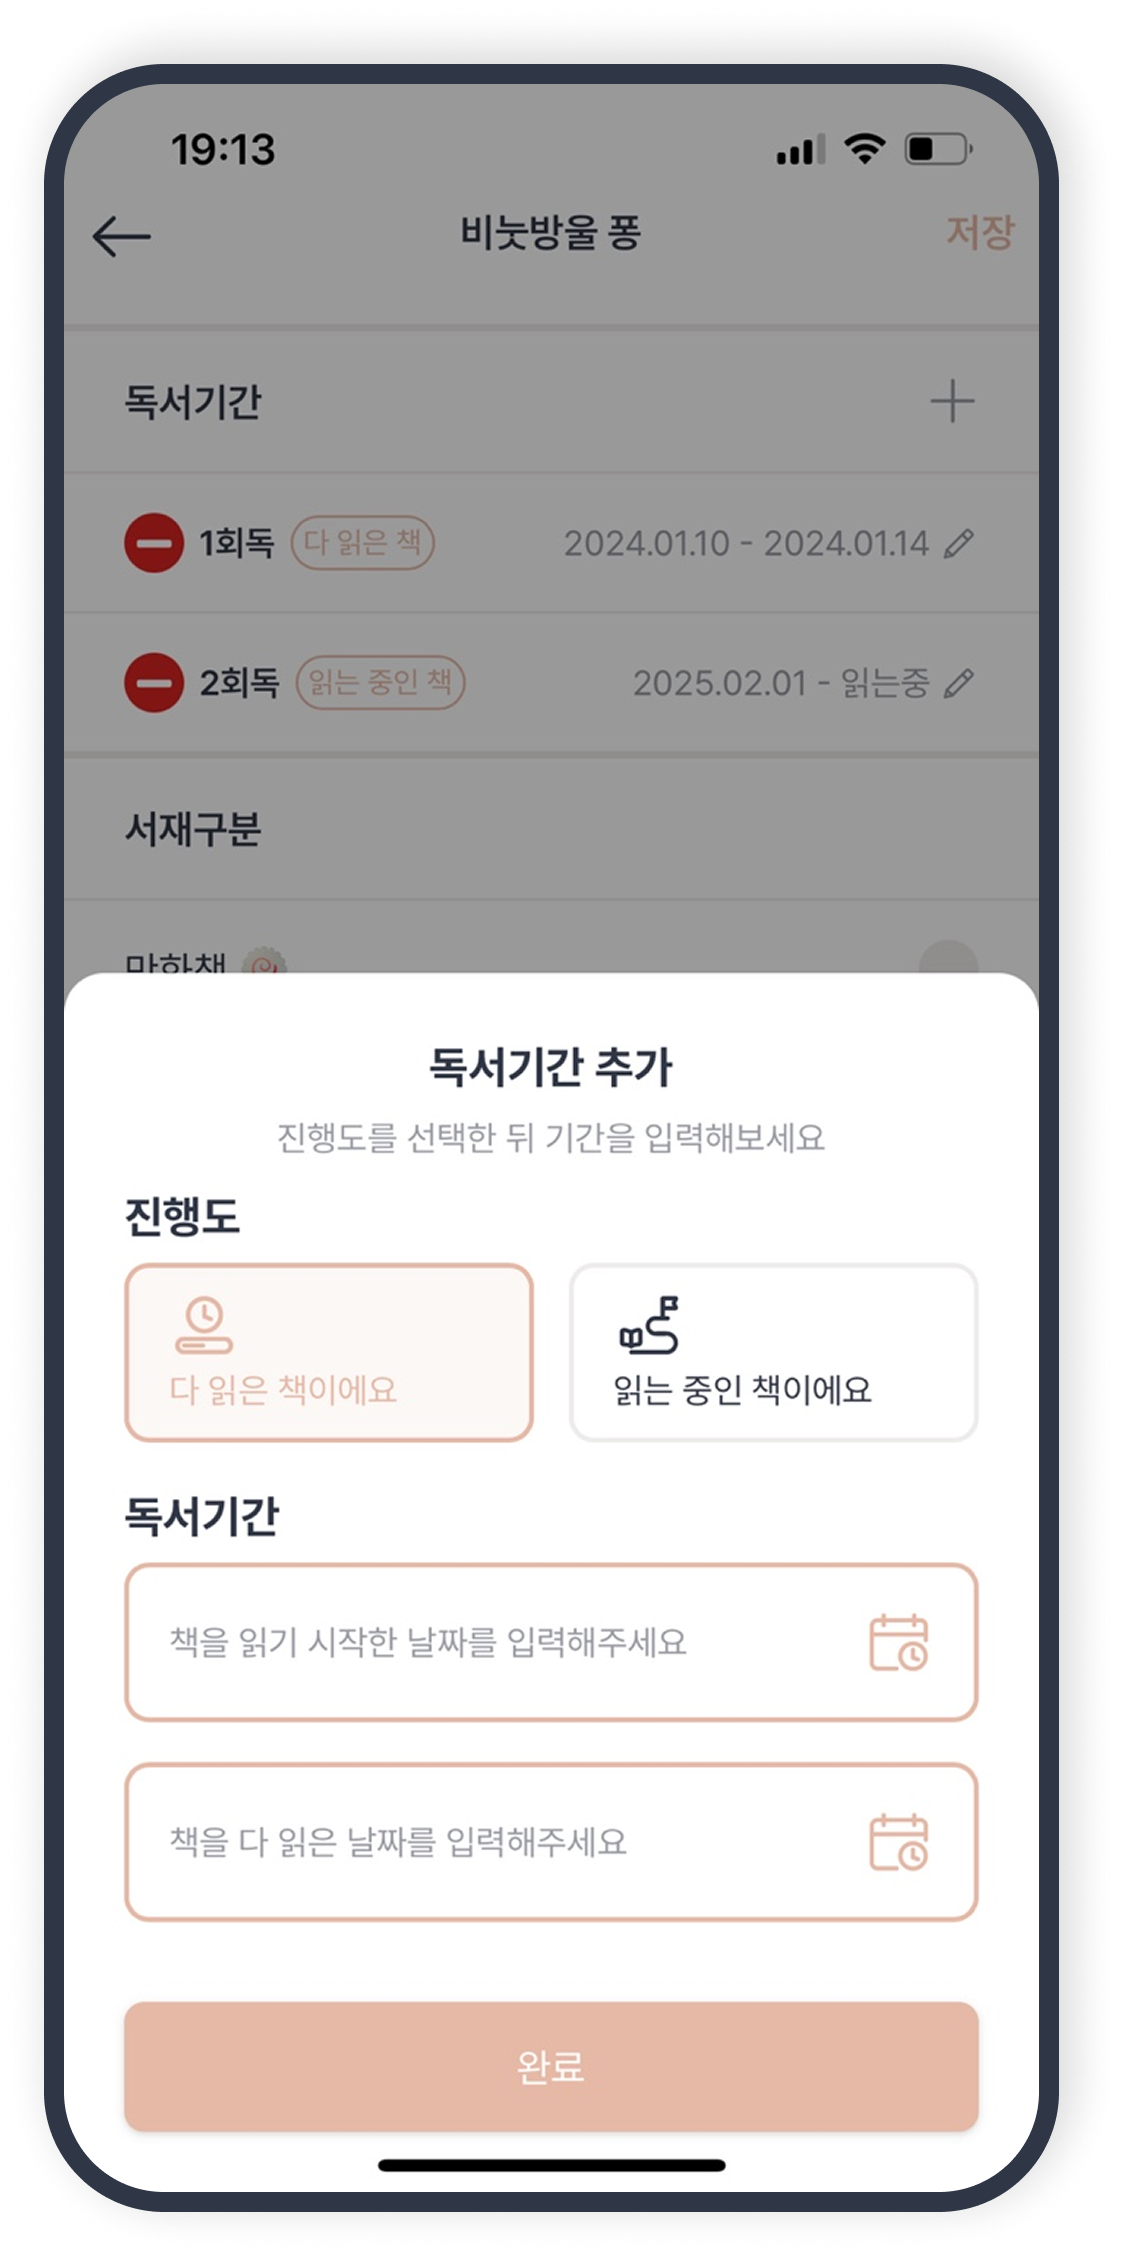 19:13
비눗방울 퐁
저장
독서기간
1회독 다 읽은 책 2024.01.10 - 2024.01.14
2회독 읽는 중인 책 2025.02.01 - 읽는중
서재구분
만화책
독서기간 추가
진행도를 선택한 뒤 기간을 입력해보세요
진행도
다 읽은 책이에요
읽는 중인 책이에요
독서기간
책을 읽기 시작한 날짜를 입력해주세요
책을 다 읽은 날짜를 입력해주세요
완료